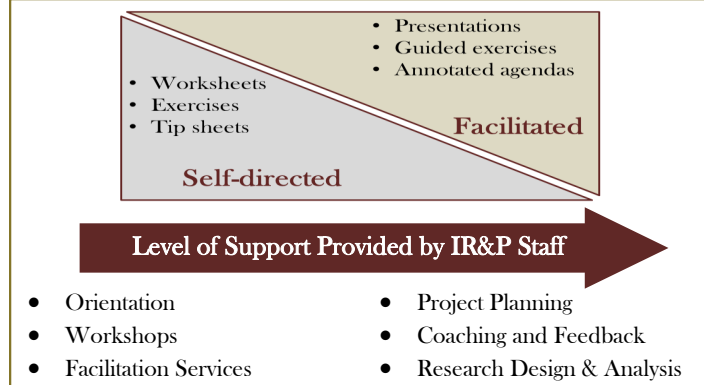 • Presentations
• Guided exercises
• Annotated agendas
Facilitated
• Worksheets
• Exercises
• Tip sheets
Self-directed
Level of Support Provided by IR&P Staff
• Orientation
• Workshops
• Facilitation Services
• Project Planning
• Coaching and Feedback
• Research Design & Analysis